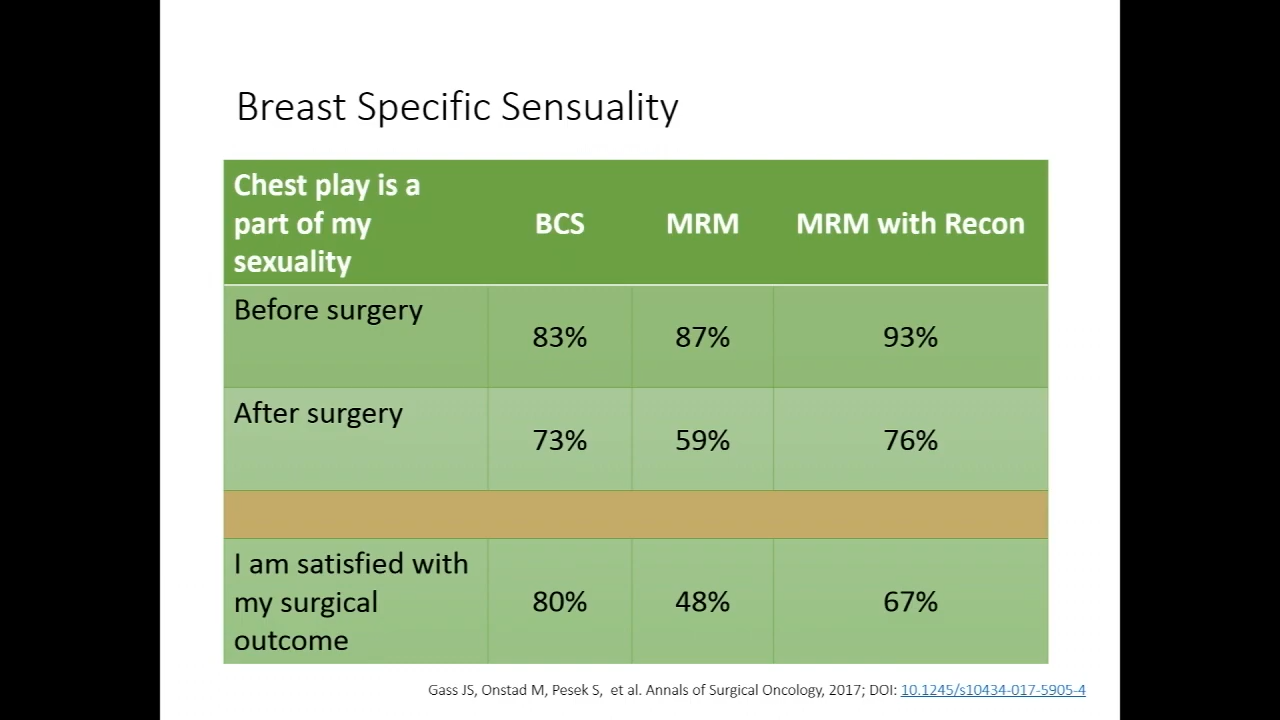 Breast Specific Sensuality
Chest play is a
part of my
sexuality
BCS
MRM
MRM with Recon
Before surgery
83%
87%
93%
After surgery
73%
59%
76%
I am satisfied with
my surgical
outcome
80%
48%
67%
Gass JS, Onstad M, Pesek S, et al. Annals of Surgical Oncology, 2017; DOI: 10.1245/s10434-017-5905-4